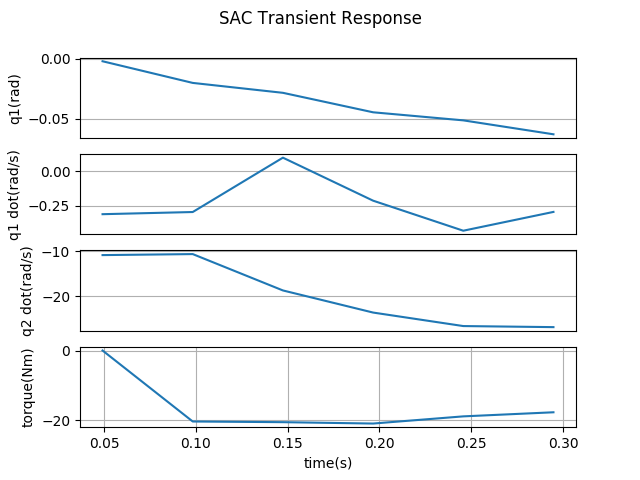 SAC Transient Response
0.00
−0.05
q1(rad)
0.00
−0.25
q1 dot(rad/s)
−10
−20
q2 dot(rad/s)
0
−20
torque(Nm)
0.05 0.10 0.15 0.20 0.25 0.30
time(s)